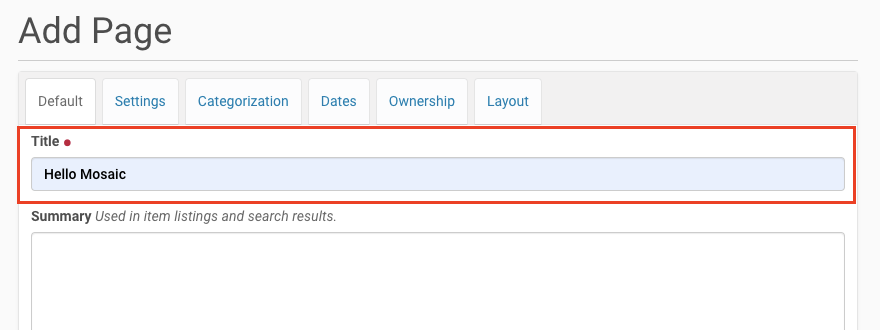 Add Page
Default Settings Categorization Dates Ownership Layout
Title
Hello Mosaic
Summary Used in item listings and search results.